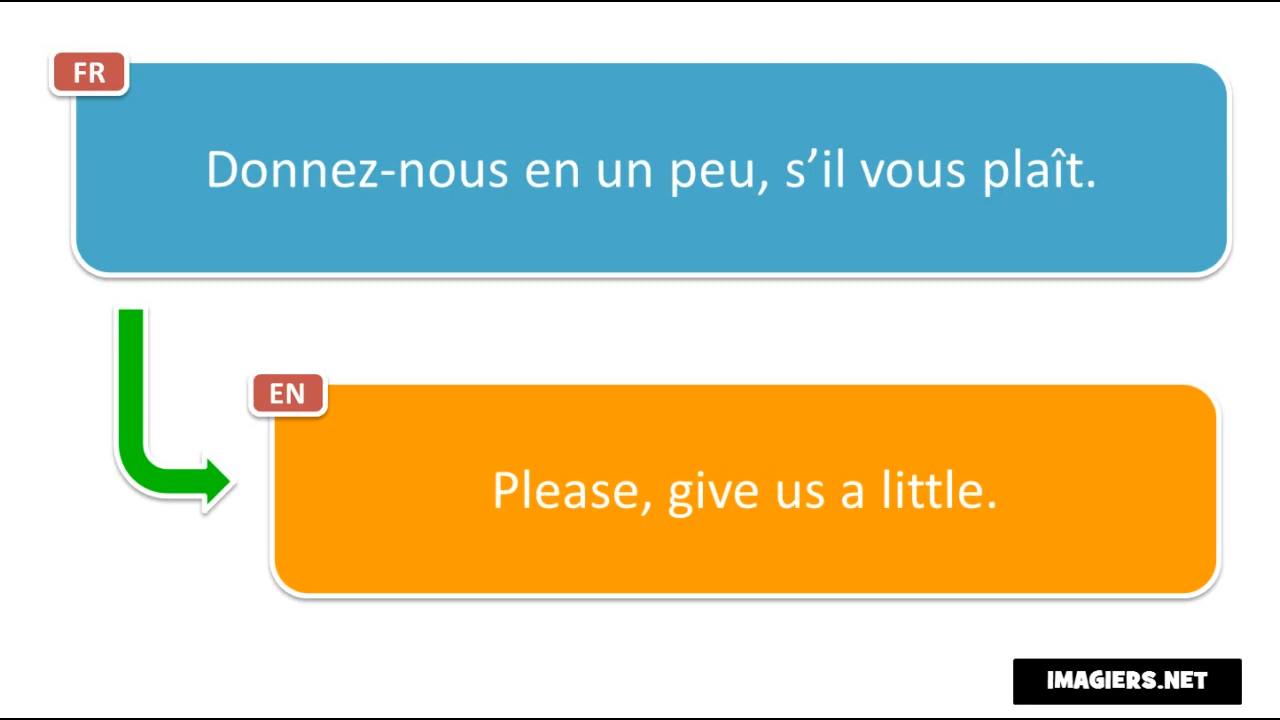 FR
Donnez-nous en un peu, s’il vous plaît.
EN
Please, give us a little.
IMAGIERS.NET